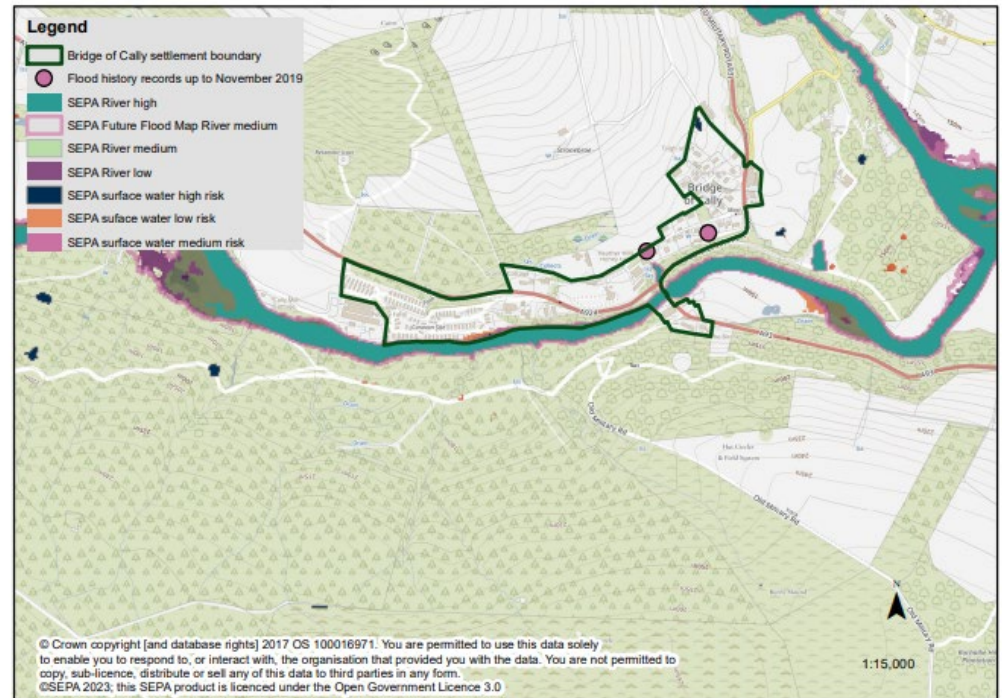 Legend
Bridge of Cally settlement boundary
Flood history records up to November 2019
SEPA River high
SEPA Future Flood Map River medium
SEPA River medium
SEPA River low
SEPA surface water high risk
SEPA suface water low risk
SEPA surface water medium risk
Bridge
of Cally
A924
A93
Old Military Rd
Old Military Rd
Old Military Rd
N
1:15,000
© Crown copyright [and database rights] 2017 OS 100016971. You are permitted to use this data solely
to enable you to respond to, or interact with, the organisation that provided you with the data. You are not permitted to
copy, sub-licence, distribute or sell any of this data to third parties in any form.
©SEPA 2023; this SEPA product is licenced under the Open Government Licence 3.0